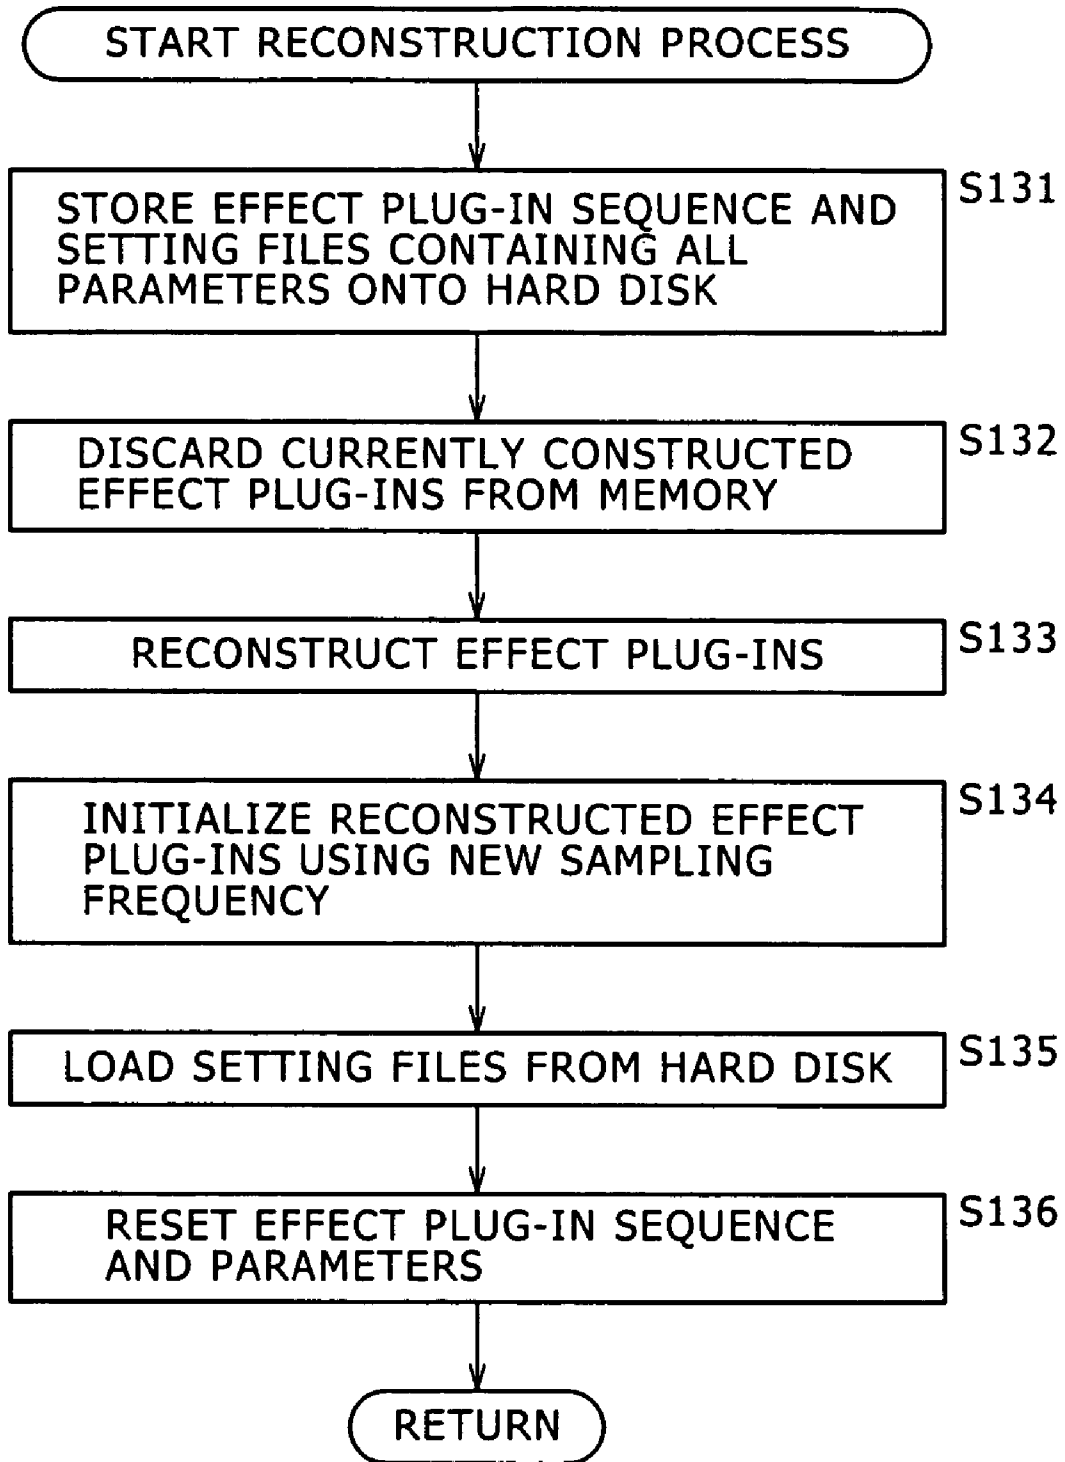 START RECONSTRUCTION PROCESS
S131
STORE EFFECT PLUG-IN SEQUENCE AND
SETTING FILES CONTAINING ALL
PARAMETERS ONTO HARD DISK
S132
DISCARD CURRENTLY CONSTRUCTED
EFFECT PLUG-INS FROM MEMORY
S133
RECONSTRUCT EFFECT PLUG-INS
S134
INITIALIZE RECONSTRUCTED EFFECT
PLUG-INS USING NEW SAMPLING
FREQUENCY
S135
LOAD SETTING FILES FROM HARD DISK
S136
RESET EFFECT PLUG-IN SEQUENCE
AND PARAMETERS
RETURN